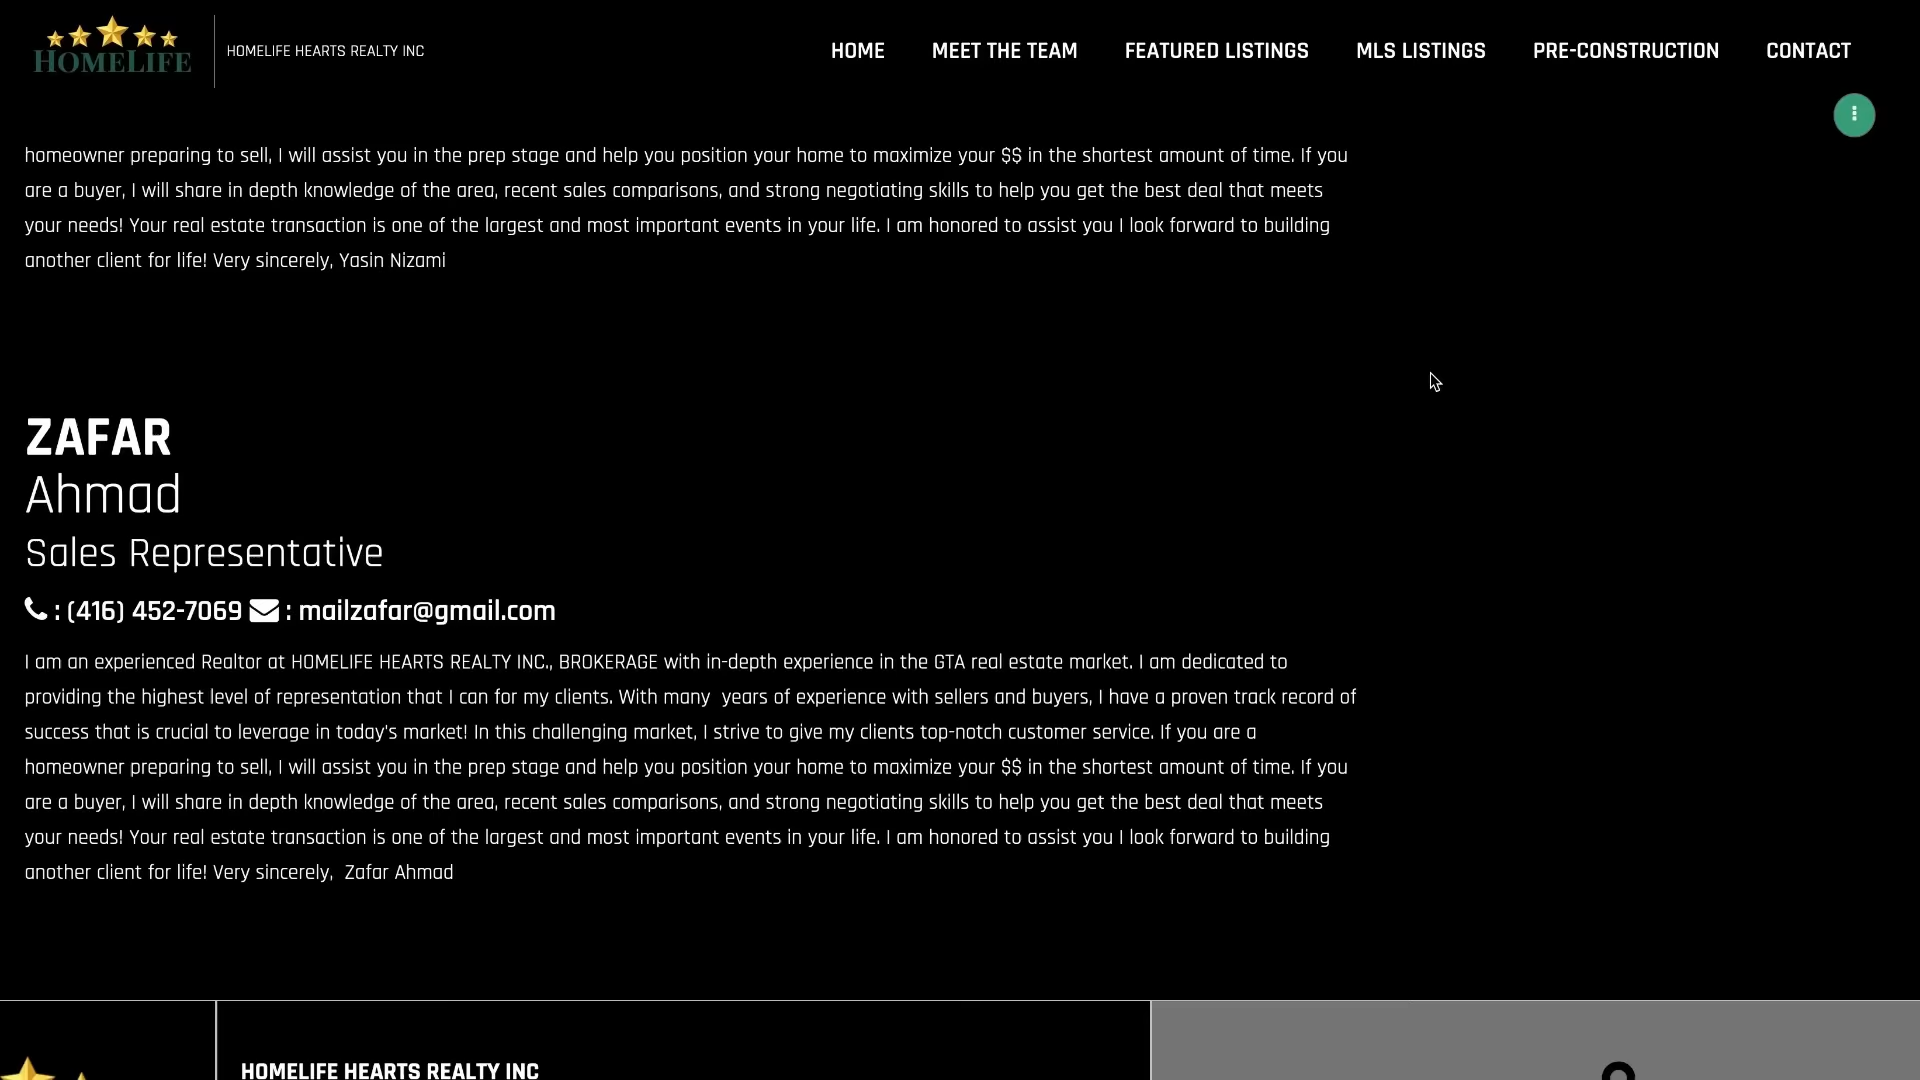 HOMELIFE
HOMELIFE HEARTS REALTY INC
HOME MEET THE TEAM FEATURED LISTINGS MLS LISTINGS PRE-CONSTRUCTION CONTACT
homeowner preparing to sell, I will assist you in the prep stage and help you position your home to maximize your $$ in the shortest amount of time. If you
are a buyer, I will share in depth knowledge of the area, recent sales comparisons, and strong negotiating skills to help you get the best deal that meets
your needs! Your real estate transaction is one of the largest and most important events in your life. I am honored to assist you I look forward to building
another client for life! Very sincerely, Yasin Nizami
ZAFAR
Ahmad
Sales Representative
: (416) 452-7069 : mailzafar@gmail.com
I am an experienced Realtor at HOMELIFE HEARTS REALTY INC., BROKERAGE with in-depth experience in the GTA real estate market. I am dedicated to
providing the highest level of representation that I can for my clients. With many  years of experience with sellers and buyers, I have a proven track record of
success that is crucial to leverage in today's market! In this challenging market, I strive to give my clients top-notch customer service. If you are a
homeowner preparing to sell, I will assist you in the prep stage and help you position your home to maximize your $$ in the shortest amount of time. If you
are a buyer, I will share in depth knowledge of the area, recent sales comparisons, and strong negotiating skills to help you get the best deal that meets
your needs! Your real estate transaction is one of the largest and most important events in your life. I am honored to assist you I look forward to building
another client for life! Very sincerely,  Zafar Ahmad
HOMELIFE HEARTS REALTY INC